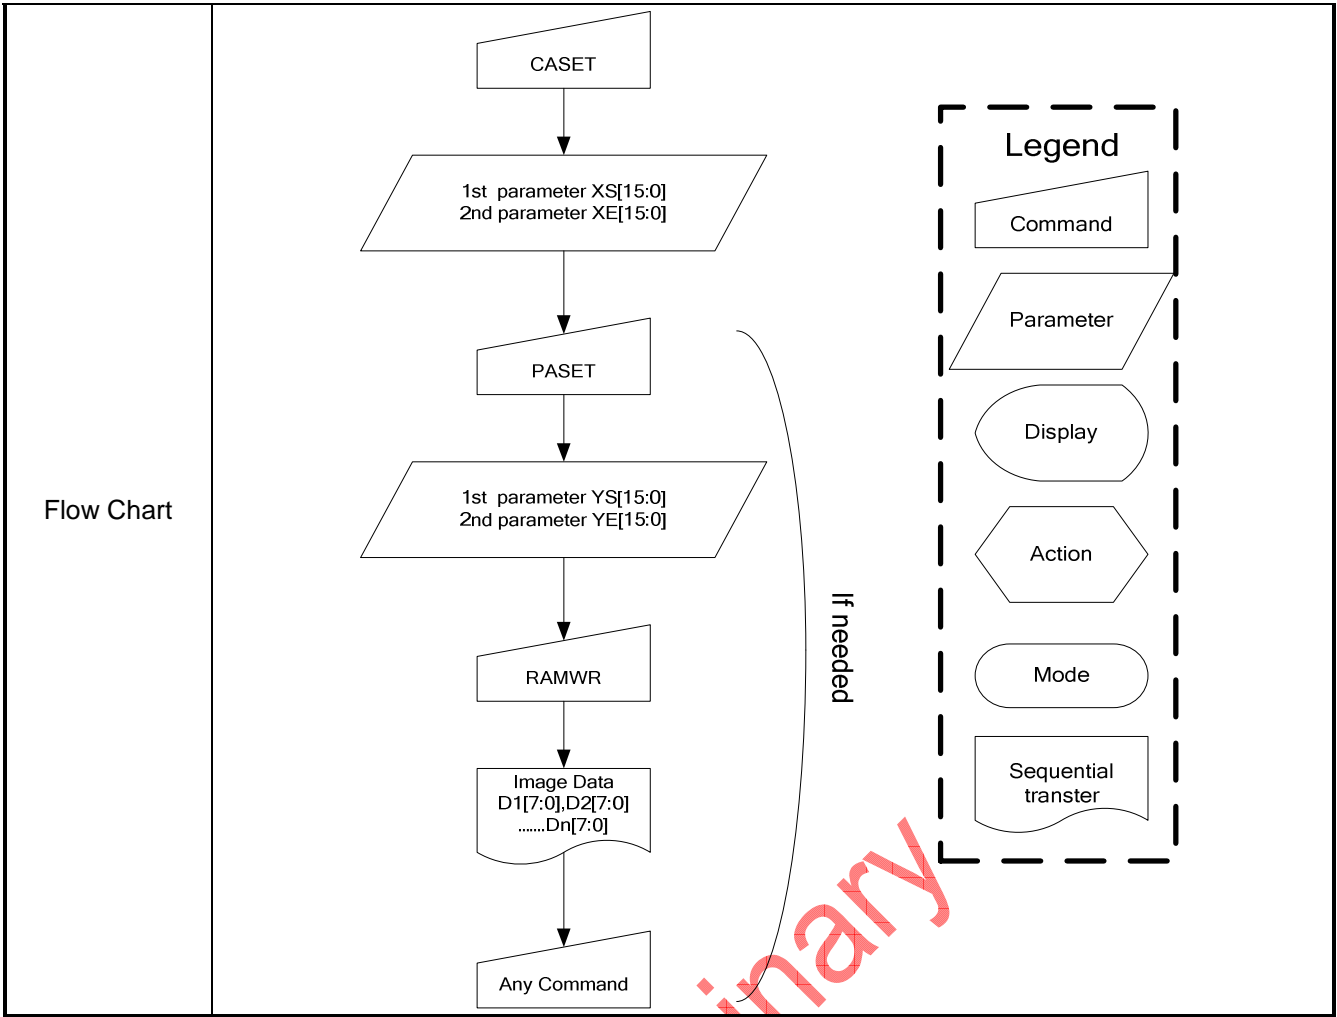 Flow Chart
CASET
1st parameter XS[15:0]
2nd parameter XE[15:0]
PASET
1st parameter YS[15:0]
2nd parameter YE[15:0]
RAMWR
Image Data
D1[7:0],D2[7:0]
.......Dn[7:0]
Any Command
If needed
Legend
Command
Parameter
Display
Action
Mode
Sequential
transter
inary